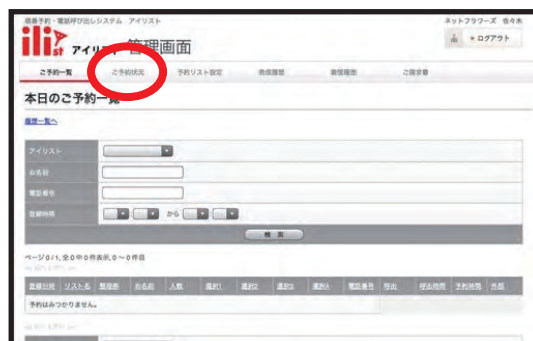 順番予約・電話呼び出しシステム アイリスト
ネットフラワーズ 佐々木
ilist アイリスト 管理画面
ログアウト
ご予約一覧 ご予約状況 予約リスト設定 発信履歴 着信履歴 ご請求書
本日のご予約一覧
履歴一覧へ
アイリスト
お名前
電話番号
登録時間 から
検索
ページ0/1,全0中0件表示,0〜0件目
登録日時 リスト名 整理券 お名前 人数 選択1 選択2 選択3 選択4 電話番号 呼出 呼出時間 予約時間 外部
予約はみつかりません。